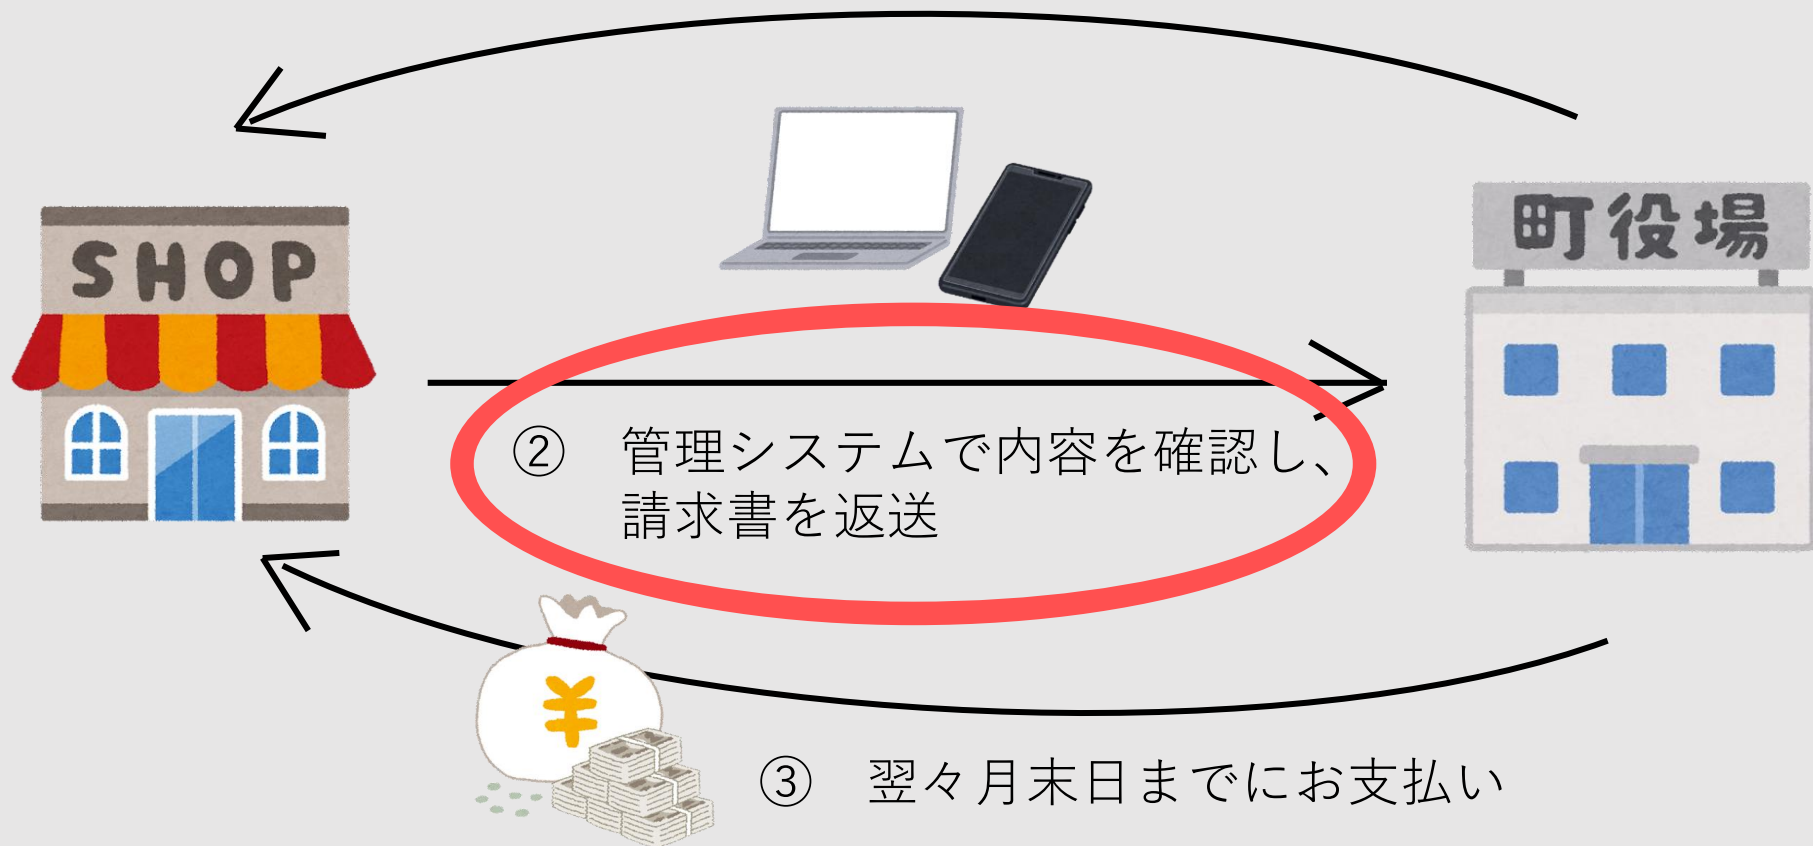 SHOP
町役場
② 管理システムで内容を確認し、
請求書を返送
¥
③ 翌々月末日までにお支払い